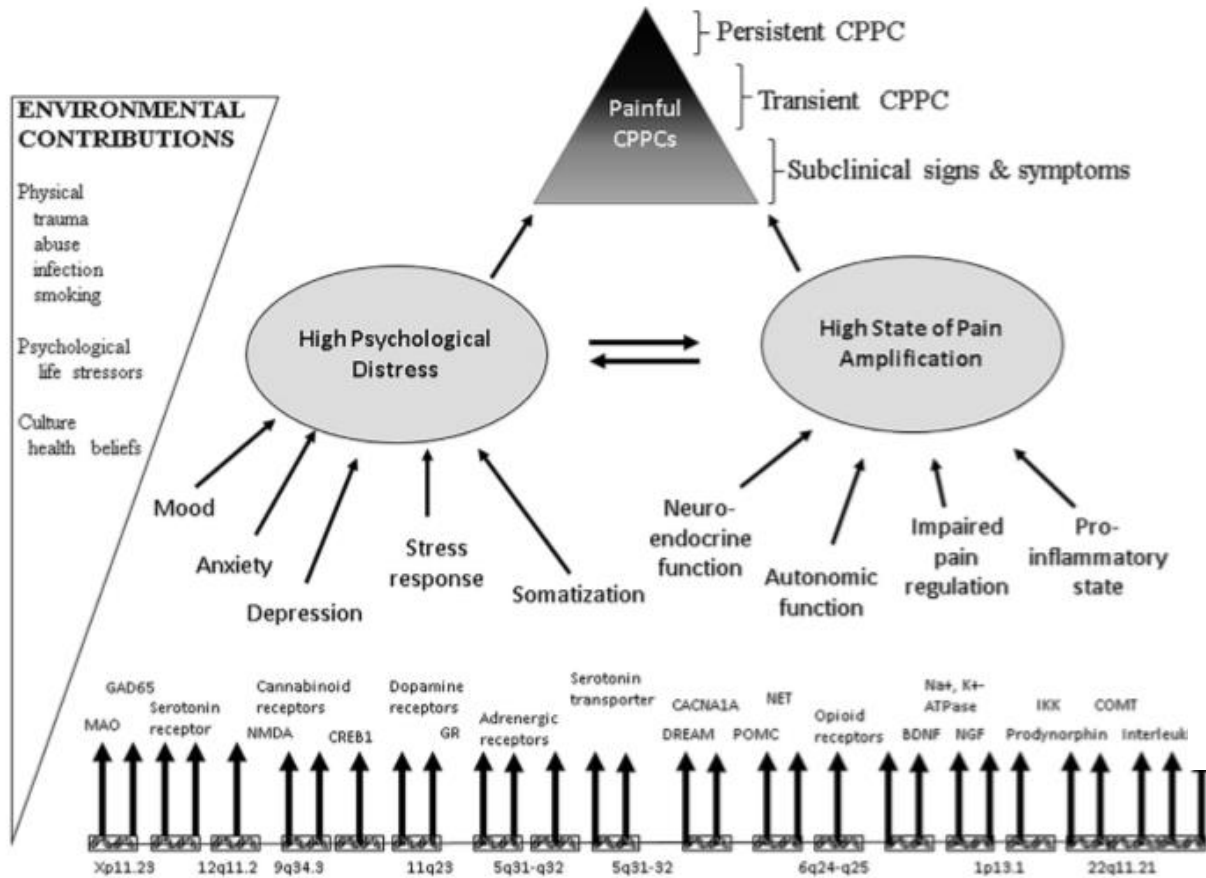 Persistent CPPC
Transient CPPC
Subclinical signs & symptoms
Painful
CPPCs
ENVIRONMENTAL
CONTRIBUTIONS
Physical
trauma
abuse
infection
smoking
Psychological
life stressors
Culture
health beliefs
High Psychological
Distress
High State of Pain
Amplification
Mood
Anxiety
Depression
Stress
response
Somatization
Neuro-
endocrine
function
Autonomic
function
Impaired
pain
regulation
Pro-
inflammatory
state
GAD65
MAO
Serotonin
receptor
Cannabinoid
receptors
NMDA
CREB1
Dopamine
receptors
GR
Adrenergic
receptors
Serotonin
transporter
CACNA1A
DREAM
NET
POMC
Opioid
receptors
Na+, K+-
ATPase
BDNF
NGF
IKK
Prodynorphin
COMT
Interleuki
Xp11.23
12q11.2
9q34.3
11q23
5q31-q32
5q31-32
6q24-q25
1p13.1
22q11.21